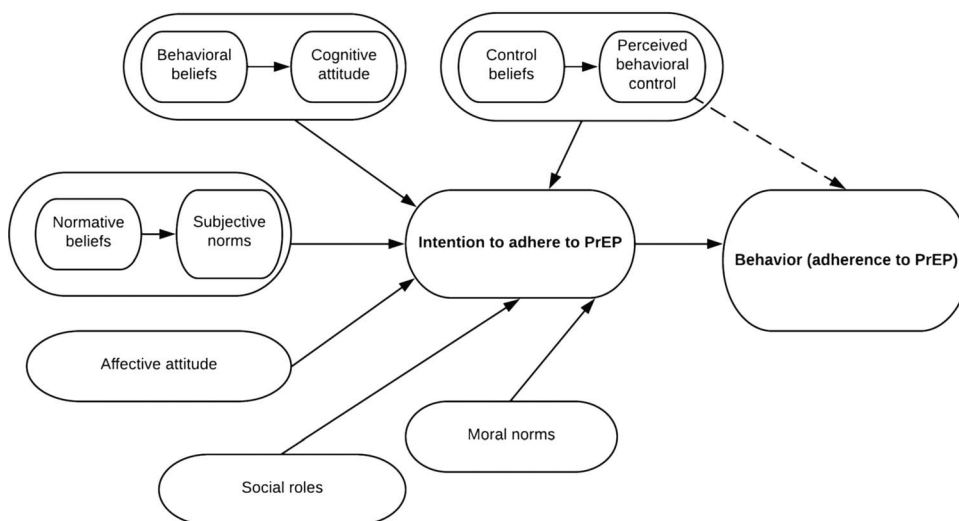 Behavioral
beliefs
Cognitive
attitude
Control
beliefs
Perceived
behavioral
control
Normative
beliefs
Subjective
norms
Intention to adhere to PrEP
Behavior (adherence to PrEP)
Affective attitude
Moral norms
Social roles